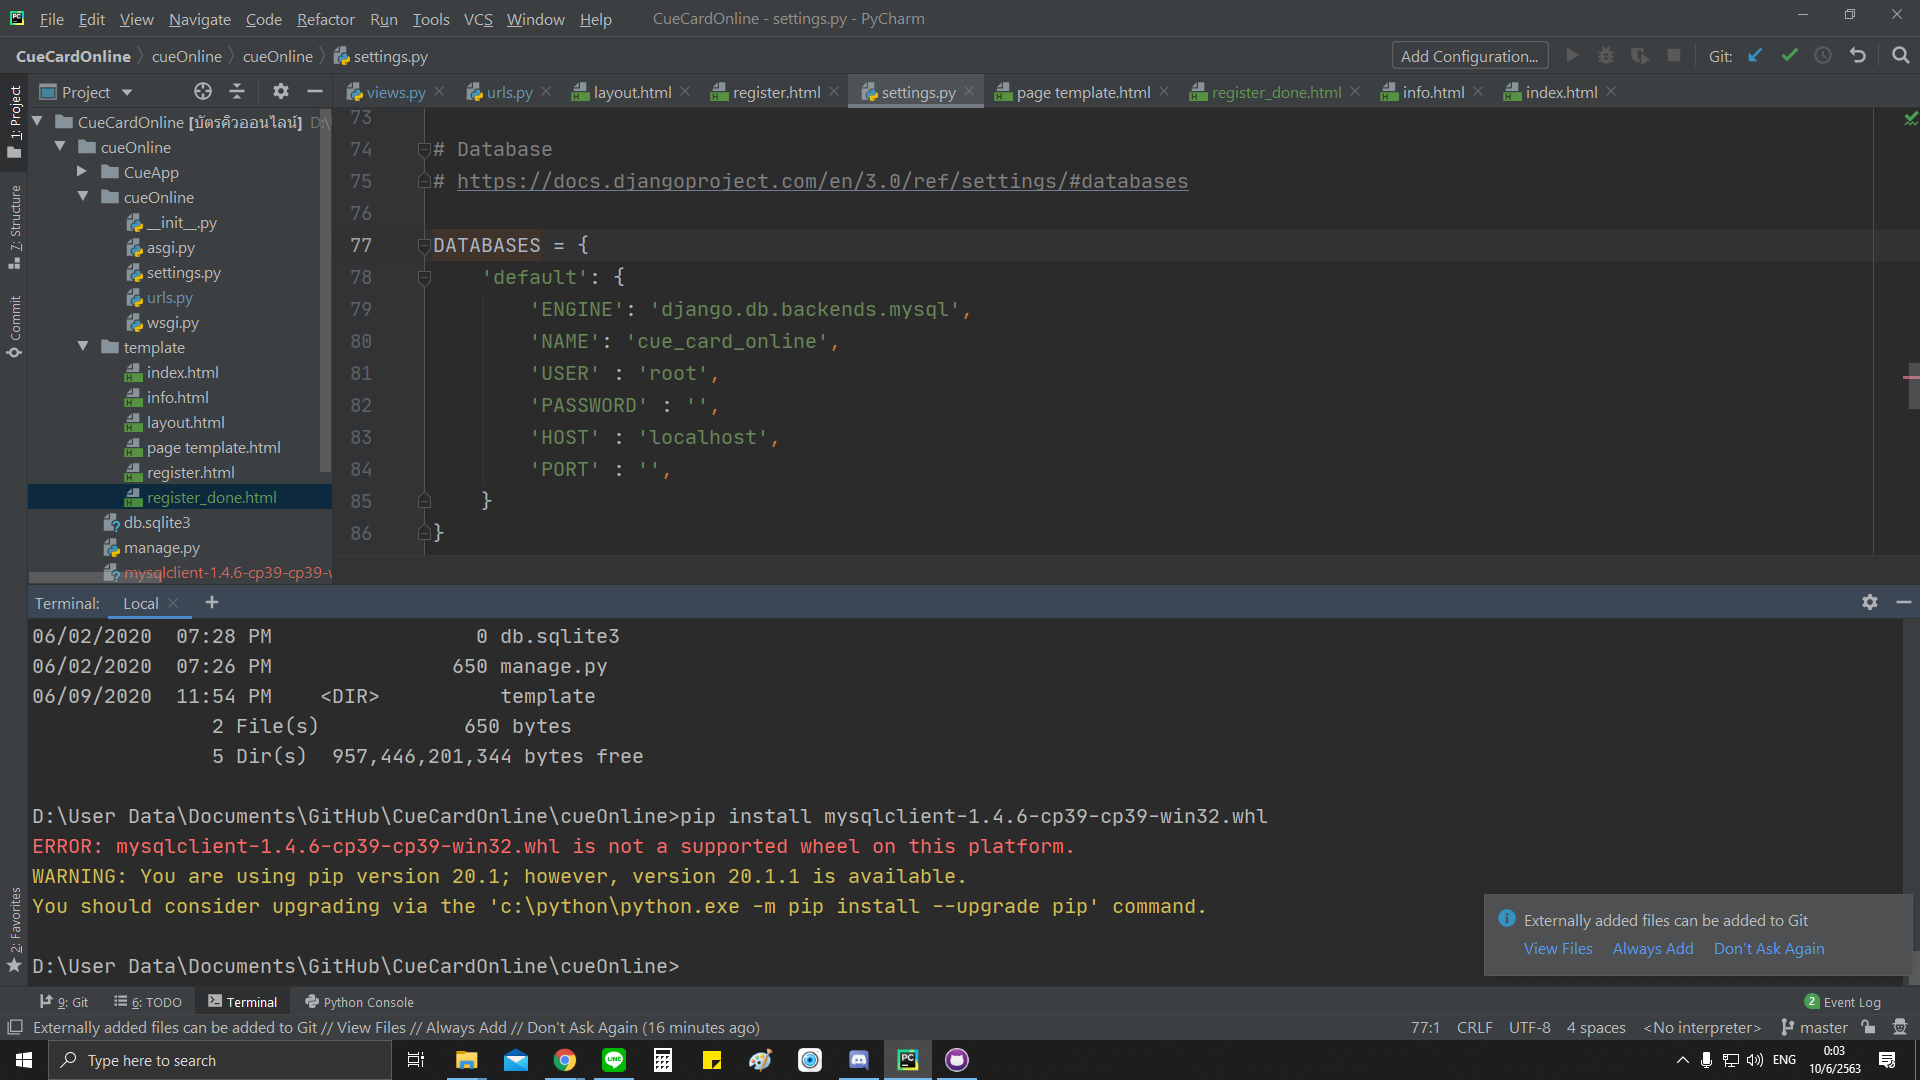 PC File Edit View Navigate Code Refactor Run Tools VCS Window Help CueCardOnline - settings.py - PyCharm
CueCardOnline cueOnline cueOnline settings.py Add Configuration... Git:
Project views.py urls.py layout.html register.html settings.py page template.html register_done.html info.html index.html
1: Project
7: Structure
Commit
2: Favorites
CueCardOnline [บัตรคิวออนไลน์] D:\
cueOnline
CueApp
cueOnline
__init__.py
asgi.py
settings.py
urls.py
wsgi.py
template
index.html
info.html
layout.html
page template.html
register.html
register_done.html
db.sqlite3
manage.py
mysqlclient-1.4.6-cp39-cp39-
73
74 # Database
75 # https://docs.djangoproject.com/en/3.0/ref/settings/#databases
76
77 DATABASES = {
78 'default': {
79 'ENGINE': 'django.db.backends.mysql',
80 'NAME': 'cue_card_online',
81 'USER' : 'root',
82 'PASSWORD' : '',
83 'HOST' : 'localhost',
84 'PORT' : '',
85 }
86 }
Terminal: Local
06/02/2020 07:28 PM 0 db.sqlite3
06/02/2020 07:26 PM 650 manage.py
06/09/2020 11:54 PM <DIR> template
2 File(s) 650 bytes
5 Dir(s) 957,446,201,344 bytes free
D:\User Data\Documents\GitHub\CueCardOnline\cueOnline>pip install mysqlclient-1.4.6-cp39-cp39-win32.whl
ERROR: mysqlclient-1.4.6-cp39-cp39-win32.whl is not a supported wheel on this platform.
WARNING: You are using pip version 20.1; however, version 20.1.1 is available.
You should consider upgrading via the 'c:\python\python.exe -m pip install --upgrade pip' command.
D:\User Data\Documents\GitHub\CueCardOnline\cueOnline>
Externally added files can be added to Git
View Files Always Add Don't Ask Again
9: Git 6: TODO Terminal Python Console 2 Event Log
Externally added files can be added to Git // View Files // Always Add // Don't Ask Again (16 minutes ago) 77:1 CRLF UTF-8 4 spaces <No interpreter> master
Type here to search LINE PC ENG 0:03
10/6/2563